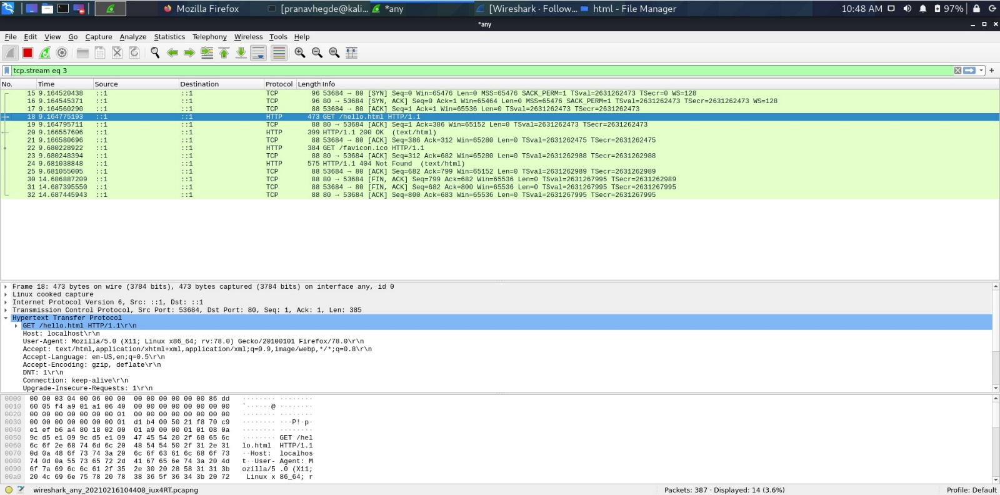 Mozilla Firefox [pranavhegde@kali... *any [Wireshark · Follow... html - File Manager 10:48 AM 97%
*any
File Edit View Go Capture Analyze Statistics Telephony Wireless Tools Help
tcp.stream eq 3
No. Time Source Destination Protocol Length Info
15 9.164520438 ::1 ::1 TCP 96 53684 → 80 [SYN] Seq=0 Win=65476 Len=0 MSS=65476 SACK_PERM=1 TSval=2631262473 TSecr=0 WS=128
16 9.164545371 ::1 ::1 TCP 96 80 → 53684 [SYN, ACK] Seq=0 Ack=1 Win=65464 Len=0 MSS=65476 SACK_PERM=1 TSval=2631262473 TSecr=2631262473 WS=128
17 9.164560290 ::1 ::1 TCP 88 53684 → 80 [ACK] Seq=1 Ack=1 Win=65536 Len=0 TSval=2631262473 TSecr=2631262473
18 9.164775193 ::1 ::1 HTTP 473 GET /hello.html HTTP/1.1
19 9.164795711 ::1 ::1 TCP 88 80 → 53684 [ACK] Seq=1 Ack=386 Win=65152 Len=0 TSval=2631262473 TSecr=2631262473
20 9.166557606 ::1 ::1 HTTP 399 HTTP/1.1 200 OK (text/html)
21 9.166580696 ::1 ::1 TCP 88 53684 → 80 [ACK] Seq=386 Ack=312 Win=65280 Len=0 TSval=2631262475 TSecr=2631262475
22 9.680228922 ::1 ::1 HTTP 384 GET /favicon.ico HTTP/1.1
23 9.680248394 ::1 ::1 TCP 88 80 → 53684 [ACK] Seq=312 Ack=682 Win=65280 Len=0 TSval=2631262988 TSecr=2631262988
24 9.681038848 ::1 ::1 HTTP 575 HTTP/1.1 404 Not Found (text/html)
25 9.681055005 ::1 ::1 TCP 88 53684 → 80 [ACK] Seq=682 Ack=799 Win=65152 Len=0 TSval=2631262989 TSecr=2631262989
30 14.686887209 ::1 ::1 TCP 88 80 → 53684 [FIN, ACK] Seq=799 Ack=682 Win=65536 Len=0 TSval=2631267995 TSecr=2631262989
31 14.687395550 ::1 ::1 TCP 88 53684 → 80 [FIN, ACK] Seq=682 Ack=800 Win=65536 Len=0 TSval=2631267995 TSecr=2631267995
32 14.687445943 ::1 ::1 TCP 88 80 → 53684 [ACK] Seq=800 Ack=683 Win=65536 Len=0 TSval=2631267995 TSecr=2631267995
Frame 18: 473 bytes on wire (3784 bits), 473 bytes captured (3784 bits) on interface any, id 0
Linux cooked capture
Internet Protocol Version 6, Src: ::1, Dst: ::1
Transmission Control Protocol, Src Port: 53684, Dst Port: 80, Seq: 1, Ack: 1, Len: 385
Hypertext Transfer Protocol
GET /hello.html HTTP/1.1\r\n
Host: localhost\r\n
User-Agent: Mozilla/5.0 (X11; Linux x86_64; rv:78.0) Gecko/20100101 Firefox/78.0\r\n
Accept: text/html,application/xhtml+xml,application/xml;q=0.9,image/webp,*/*;q=0.8\r\n
Accept-Language: en-US,en;q=0.5\r\n
Accept-Encoding: gzip, deflate\r\n
DNT: 1\r\n
Connection: keep-alive\r\n
Upgrade-Insecure-Requests: 1\r\n
0000 00 00 03 04 00 06 00 00 00 00 00 00 00 00 86 dd ········ ········
0010 60 05 f4 a9 01 a1 06 40 00 00 00 00 00 00 00 00 `······@ ········
0020 00 00 00 00 00 00 00 01 00 00 00 00 00 00 00 00 ········ ········
0030 00 00 00 00 00 00 00 01 d1 b4 00 50 21 f8 70 c9 ········ ···P!·p·
0040 e1 ef b6 a4 80 18 02 00 01 a9 00 00 01 01 08 0a ········ ········
0050 9c d5 e1 09 9c d5 e1 09 47 45 54 20 2f 68 65 6c ········ GET /hel
0060 6c 6f 2e 68 74 6d 6c 20 48 54 54 50 2f 31 2e 31 lo.html HTTP/1.1
0070 0d 0a 48 6f 73 74 3a 20 6c 6f 63 61 6c 68 6f 73 ··Host: localhos
0080 74 0d 0a 55 73 65 72 2d 41 67 65 6e 74 3a 20 4d t··User- Agent: M
0090 6f 7a 69 6c 6c 61 2f 35 2e 30 20 28 58 31 31 3b ozilla/5 .0 (X11;
00a0 20 4c 69 6e 75 78 20 78 38 36 5f 36 34 3b 20 72 Linux x 86_64; r
wireshark_any_20210216104408_iux4RT.pcapng Packets: 387 · Displayed: 14 (3.6%) Profile: Default